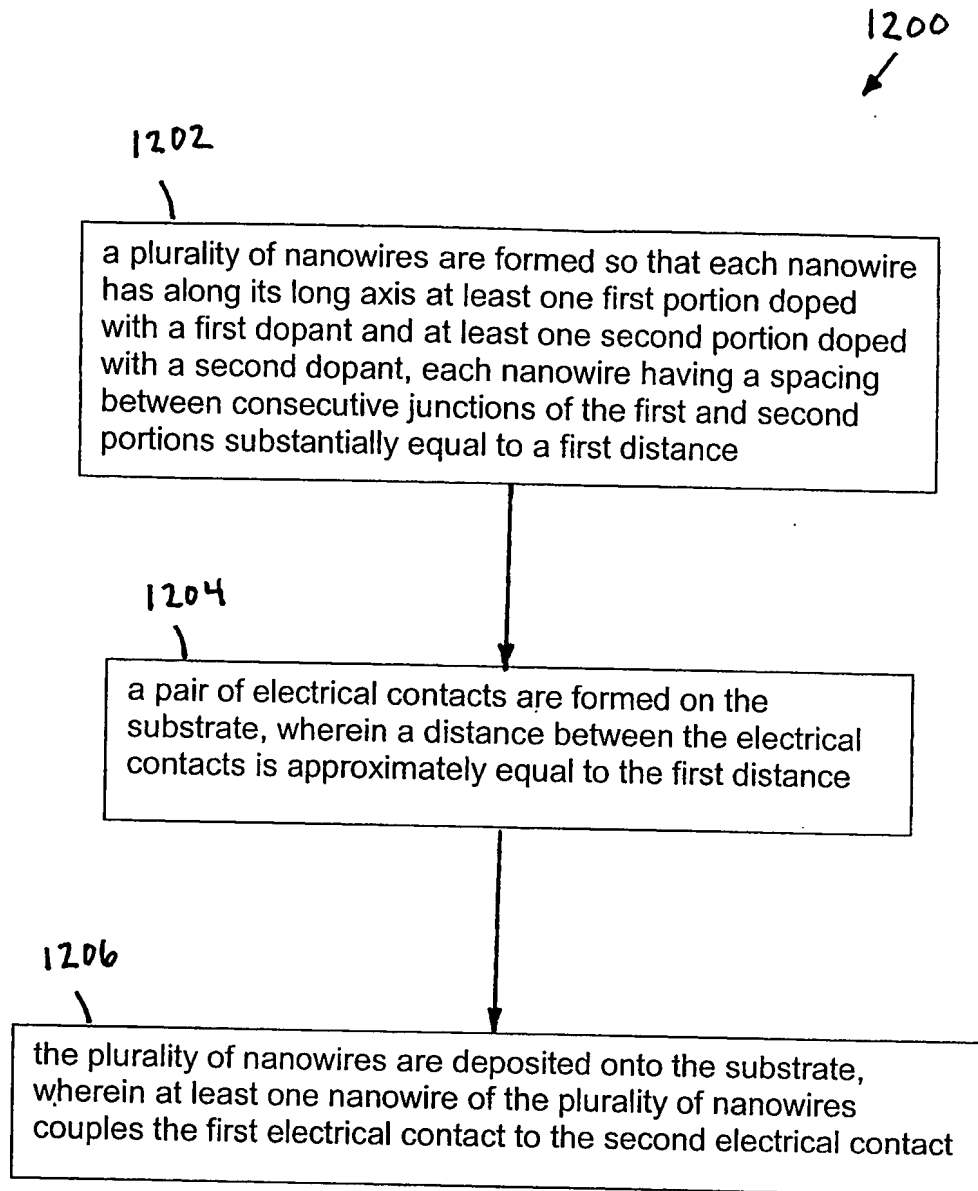 1200
1202
a plurality of nanowires are formed so that each nanowire
has along its long axis at least one first portion doped
with a first dopant and at least one second portion doped
with a second dopant, each nanowire having a spacing
between consecutive junctions of the first and second
portions substantially equal to a first distance
1204
a pair of electrical contacts are formed on the
substrate, wherein a distance between the electrical
contacts is approximately equal to the first distance
1206
the plurality of nanowires are deposited onto the substrate,
wherein at least one nanowire of the plurality of nanowires
couples the first electrical contact to the second electrical contact